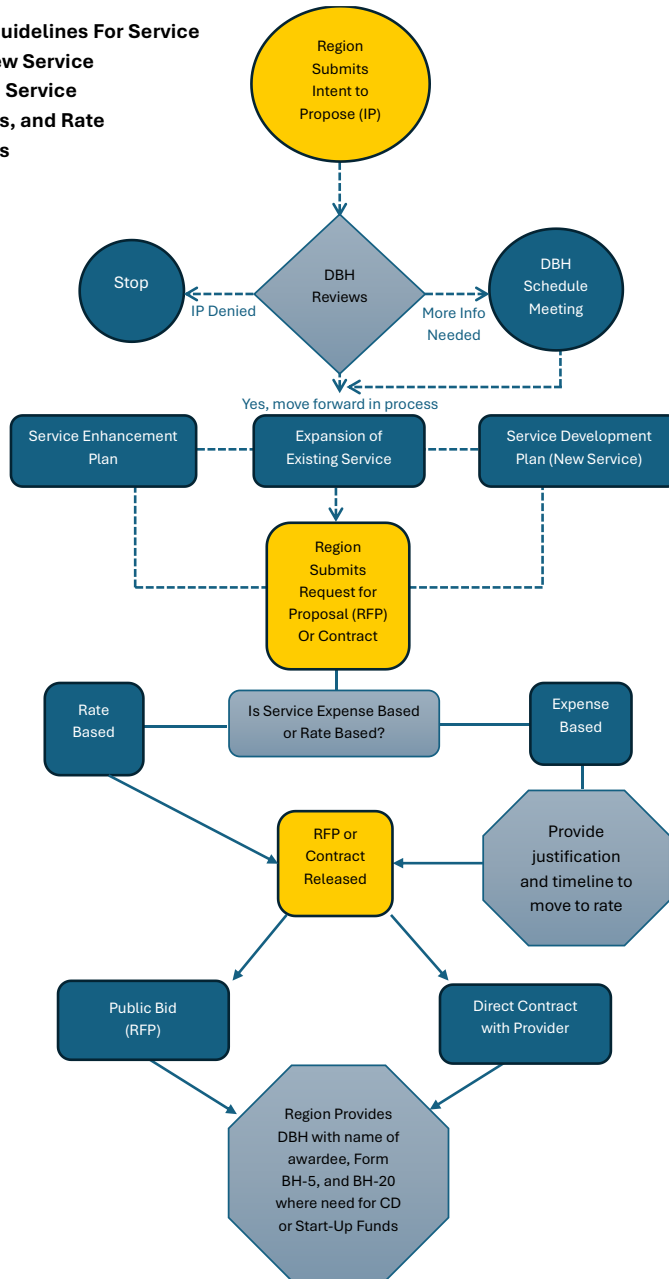 uidelines For Service
ew Service
Service
s, and Rate
s
Region
Submits
Intent to
Propose (IP)
DBH
Reviews
Stop
IP Denied
More Info
Needed
DBH
Schedule
Meeting
Yes, move forward in process
Service Enhancement
Plan
Expansion of
Existing Service
Service Development
Plan (New Service)
Region
Submits
Request for
Proposal (RFP)
Or Contract
Rate
Based
Is Service Expense Based
or Rate Based?
Expense
Based
RFP or
Contract
Released
Provide
justification
and timeline to
move to rate
Public Bid
(RFP)
Direct Contract
with Provider
Region Provides
DBH with name of
awardee, Form
BH-5, and BH-20
where need for CD
or Start-Up Funds